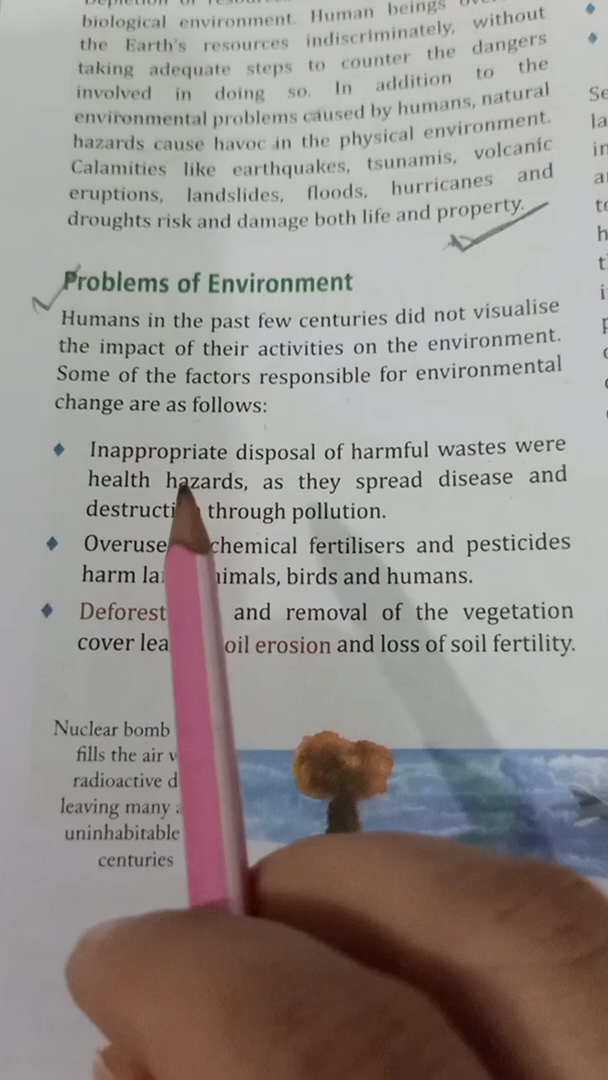 biological environment. Human beings
the Earth's resources indiscriminately, without
taking adequate steps to counter the dangers
involved in doing so. In addition to the
environmental problems caused by humans, natural
hazards cause havoc in the physical environment.
Calamities like earthquakes, tsunamis, volcanic
eruptions, landslides, floods, hurricanes and
droughts risk and damage both life and property.
Problems of Environment
Humans in the past few centuries did not visualise
the impact of their activities on the environment.
Some of the factors responsible for environmental
change are as follows:
Inappropriate disposal of harmful wastes were
health hazards, as they spread disease and
destructi through pollution.
Overuse chemical fertilisers and pesticides
harm la nimals, birds and humans.
Deforest and removal of the vegetation
cover lea oil erosion and loss of soil fertility.
Nuclear bomb
fills the air
radioactive d
leaving many
uninhabitable
centuries